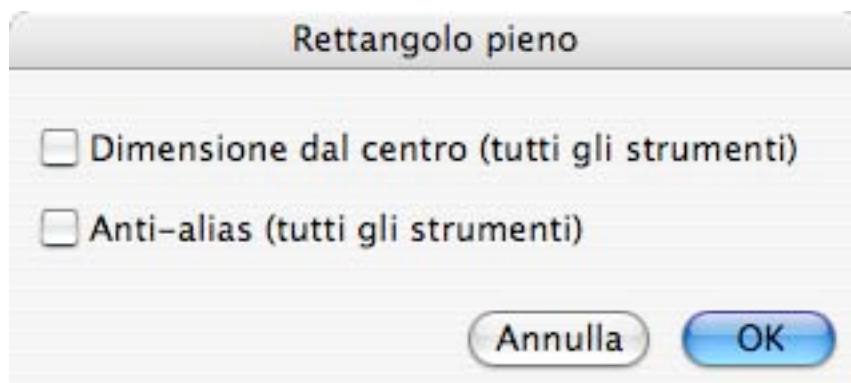 Rettangolo pieno
Dimensione dal centro (tutti gli strumenti)
Anti-alias (tutti gli strumenti)
Annulla OK